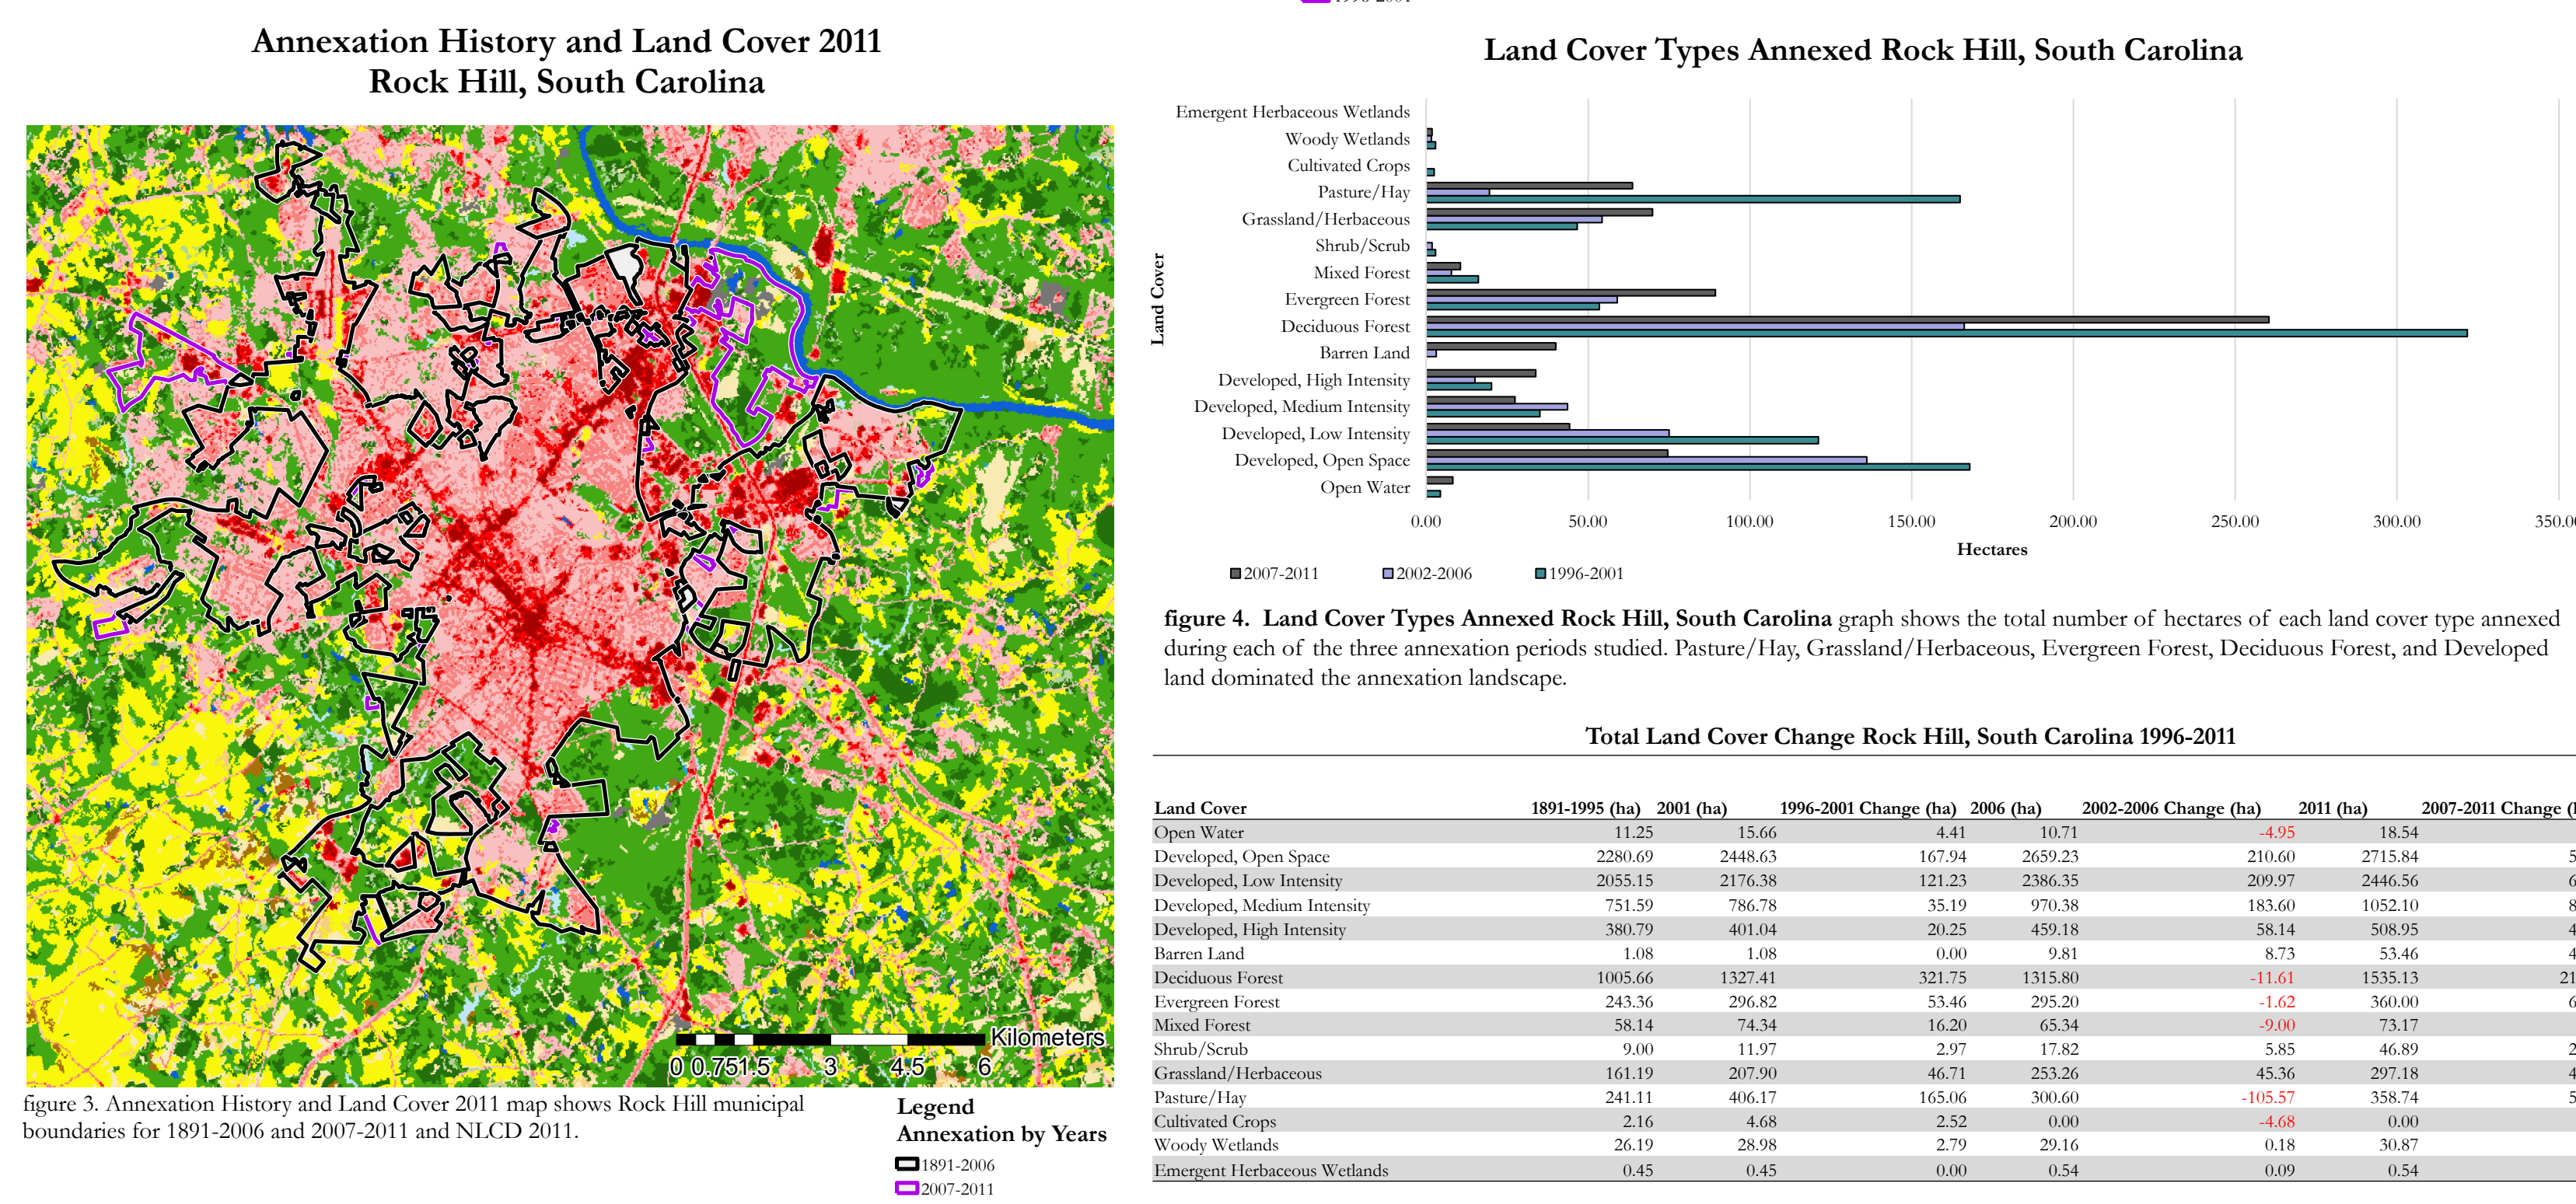 Annexation History and Land Cover 2011
Rock Hill, South Carolina
Kilometers
0 0.75 1.5 3 4.5 6
figure 3. Annexation History and Land Cover 2011 map shows Rock Hill municipal
boundaries for 1891-2006 and 2007-2011 and NLCD 2011.
Legend
Annexation by Years
1891-2006
2007-2011
Land Cover Types Annexed Rock Hill, South Carolina
Land Cover
Emergent Herbaceous Wetlands
Woody Wetlands
Cultivated Crops
Pasture/Hay
Grassland/Herbaceous
Shrub/Scrub
Mixed Forest
Evergreen Forest
Deciduous Forest
Barren Land
Developed, High Intensity
Developed, Medium Intensity
Developed, Low Intensity
Developed, Open Space
Open Water
0.00 50.00 100.00 150.00 200.00 250.00 300.00
Hectares
2007-2011 2002-2006 1996-2001
figure 4. Land Cover Types Annexed Rock Hill, South Carolina graph shows the total number of hectares of each land cover type annexed
during each of the three annexation periods studied. Pasture/Hay, Grassland/Herbaceous, Evergreen Forest, Deciduous Forest, and Developed
land dominated the annexation landscape.
Total Land Cover Change Rock Hill, South Carolina 1996-2011
Land Cover 1891-1995 (ha) 2001 (ha) 1996-2001 Change (ha) 2006 (ha) 2002-2006 Change (ha) 2011 (ha) 2007-2011 Change
Open Water 11.25 15.66 4.41 10.71 -4.95 18.54
Developed, Open Space 2280.69 2448.63 167.94 2659.23 210.60 2715.84
Developed, Low Intensity 2055.15 2176.38 121.23 2386.35 209.97 2446.56
Developed, Medium Intensity 751.59 786.78 35.19 970.38 183.60 1052.10
Developed, High Intensity 380.79 401.04 20.25 459.18 58.14 508.95
Barren Land 1.08 1.08 0.00 9.81 8.73 53.46
Deciduous Forest 1005.66 1327.41 321.75 1315.80 -11.61 1535.13
Evergreen Forest 243.36 296.82 53.46 295.20 -1.62 360.00
Mixed Forest 58.14 74.34 16.20 65.34 -9.00 73.17
Shrub/Scrub 9.00 11.97 2.97 17.82 5.85 46.89
Grassland/Herbaceous 161.19 207.90 46.71 253.26 45.36 297.18
Pasture/Hay 241.11 406.17 165.06 300.60 -105.57 358.74
Cultivated Crops 2.16 4.68 2.52 0.00 -4.68 0.00
Woody Wetlands 26.19 28.98 2.79 29.16 0.18 30.87
Emergent Herbaceous Wetlands 0.45 0.45 0.00 0.54 0.09 0.54